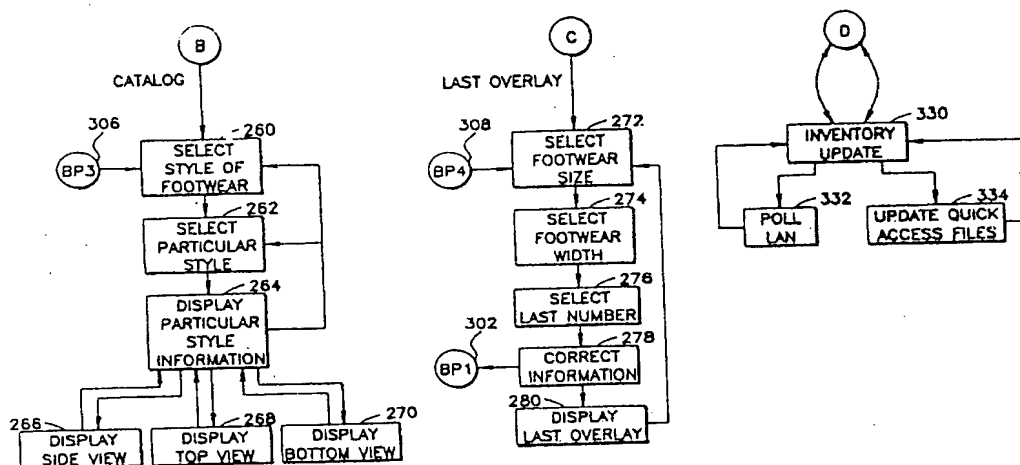 B
CATALOG
306
260
BP3
SELECT
STYLE OF
FOOTWEAR
262
SELECT
PARTICULAR
STYLE
264
DISPLAY
PARTICULAR
STYLE
INFORMATION
266
DISPLAY
SIDE VIEW
268
DISPLAY
TOP VIEW
270
DISPLAY
BOTTOM VIEW
C
LAST OVERLAY
308
272
BP4
SELECT
FOOTWEAR
SIZE
274
SELECT
FOOTWEAR
WIDTH
276
SELECT
LAST NUMBER
302
278
BP1
CORRECT
INFORMATION
280
DISPLAY
LAST OVERLAY
D
330
INVENTORY
UPDATE
332
POLL
LAN
334
UPDATE QUICK
ACCESS FILES